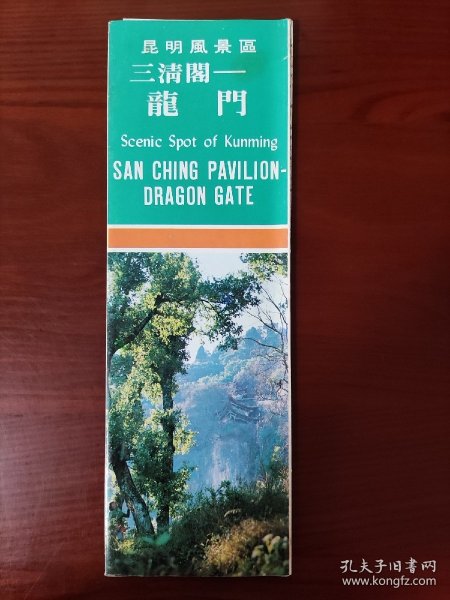 昆明風景區
三清閣—
龍門
Scenic Spot of Kunming
SAN CHING PAVILION-
DRAGON GATE
孔夫子旧书网
www.kongfz.com